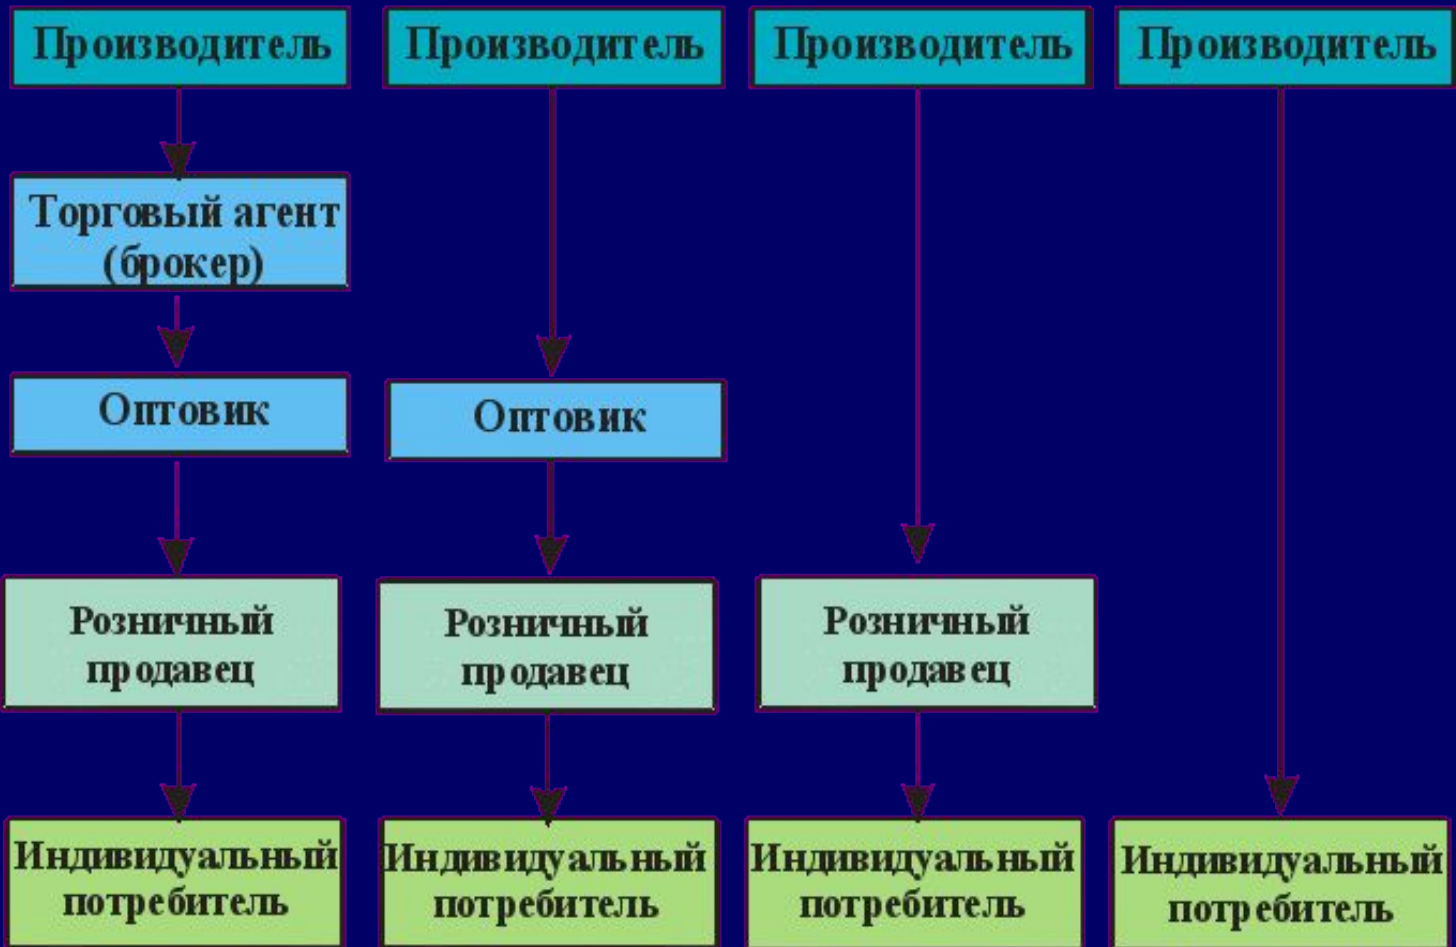 Производитель
Производитель
Производитель
Производитель
Торговый агент
(брокер)
Оптовик
Оптовик
Розничный
продавец
Розничный
продавец
Розничный
продавец
Индивидуальный
потребитель
Индивидуальный
потребитель
Индивидуальный
потребитель
Индивидуальный
потребитель